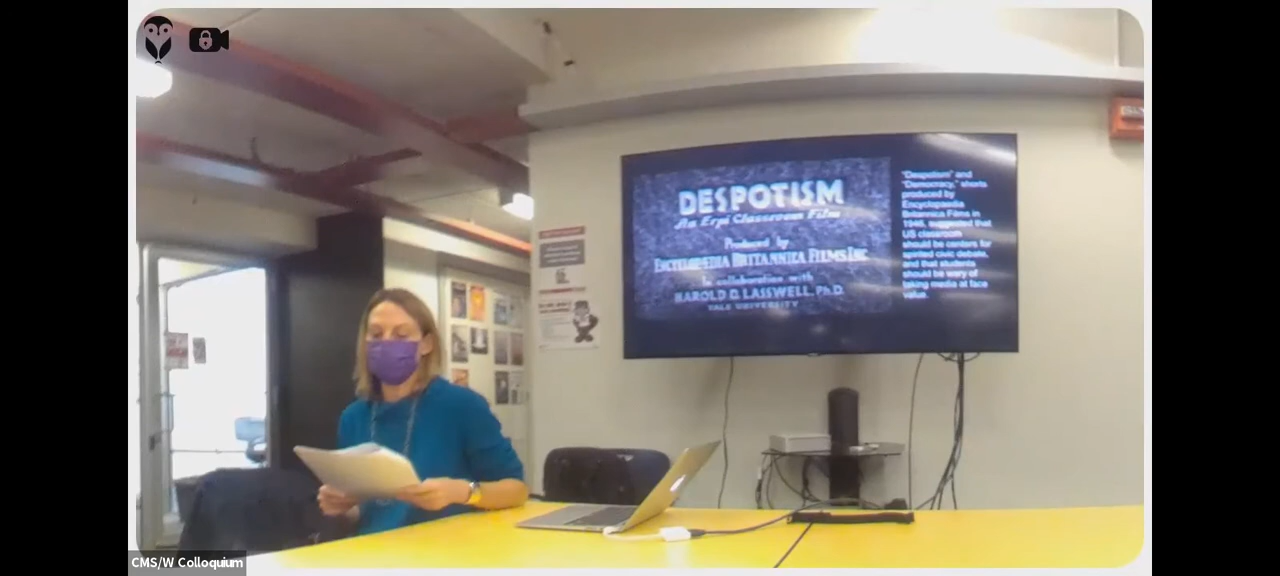 DESPOTISM
An Erpi Classroom Film
Produced by
ENCYCLOPAEDIA BRITANNICA FILMS INC.
In collaboration with
HAROLD D. LASSWELL, Ph.D.
YALE UNIVERSITY
"Despotism" and
"Democracy," shorts
produced by
Encyclopaedia
Britannica Films in
1946, suggested that
US classroom
should be centers for
spirited civic debate,
and that students
should be wary of
taking media at face
value.
CMS/W Colloquium